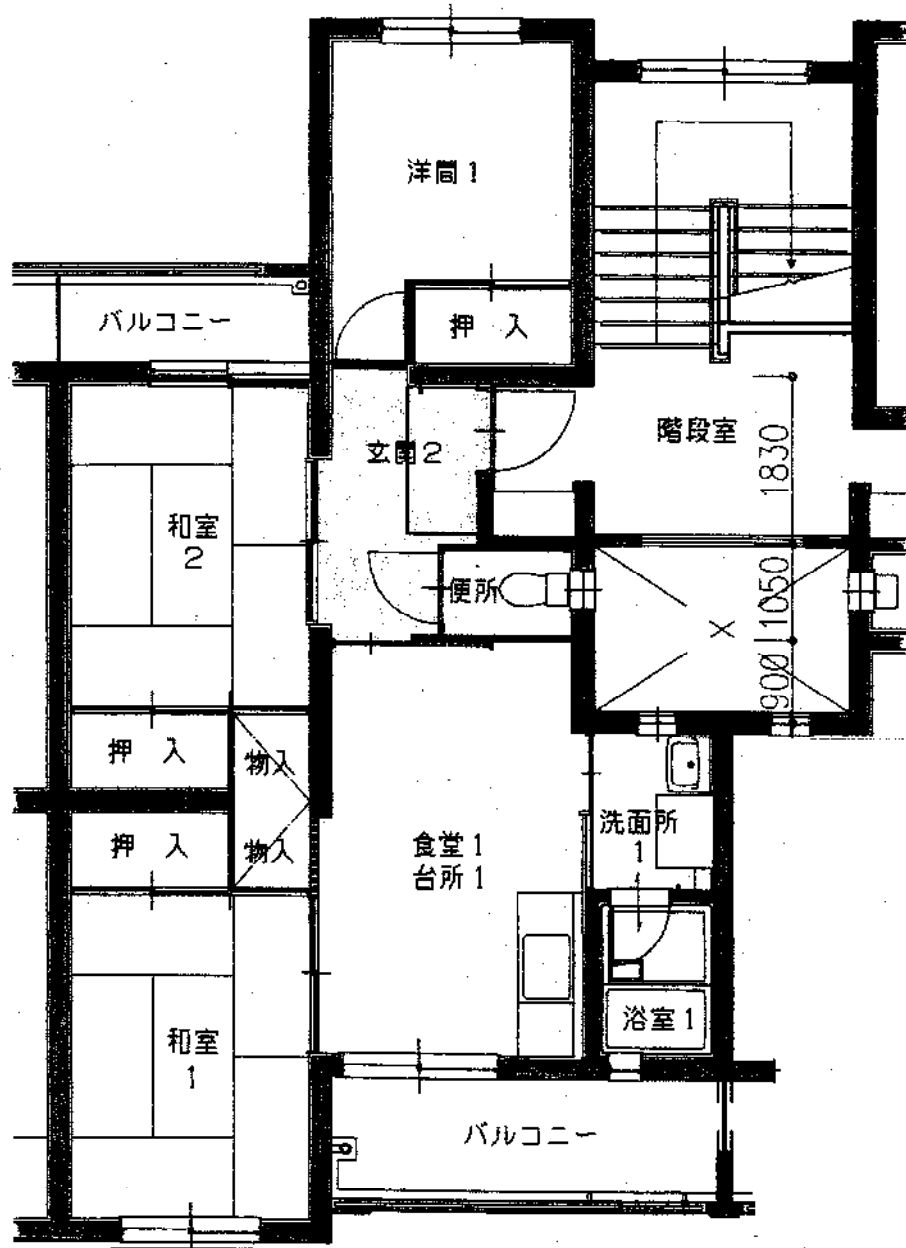 洋間1
バルコニー
押 入
玄関2
階段室
1830
和室
2
便所
1050
900
押 入
物入
押 入
物入
食堂1
台所1
洗面所
1
和室
1
浴室1
バルコニー